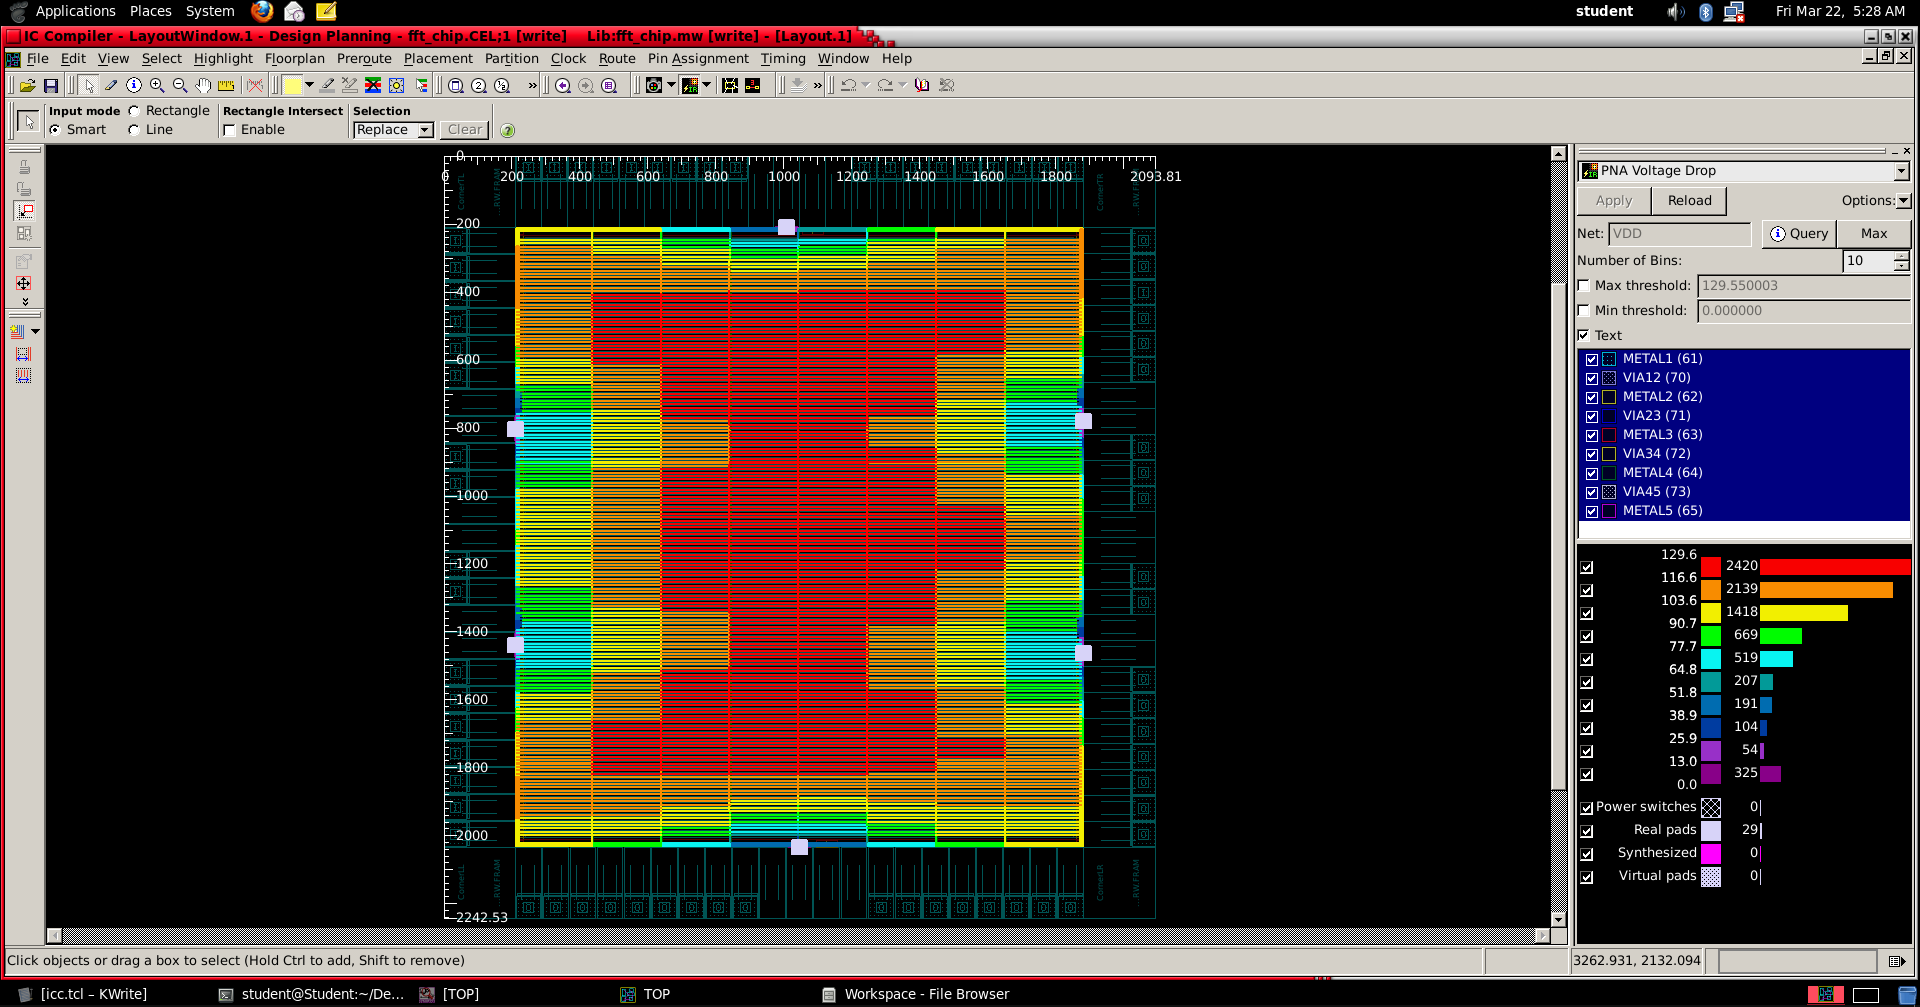 Applications Places System student Fri Mar 22, 5:28 AM
IC Compiler - LayoutWindow.1 - Design Planning - fft_chip.CEL;1 [write] Lib:fft_chip.mw [write] - [Layout.1]
File Edit View Select Highlight Floorplan Preroute Placement Partition Clock Route Pin Assignment Timing Window Help
Input mode Rectangle Rectangle Intersect Selection
Smart Line Enable Replace Clear
0
0 200 400 600 800 1000 1200 1400 1600 1800 2093.81
200
400
600
800
1000
1200
1400
1600
1800
2000
2242.53
CornerTL
CornerTR
CornerLL
CornerLR
PNA Voltage Drop
Apply Reload Options:
Net: VDD Query Max
Number of Bins: 10
Max threshold: 129.550003
Min threshold: 0.000000
Text
METAL1 (61)
VIA12 (70)
METAL2 (62)
VIA23 (71)
METAL3 (63)
VIA34 (72)
METAL4 (64)
VIA45 (73)
METAL5 (65)
129.6
2420
116.6
2139
103.6
1418
90.7
669
77.7
519
64.8
207
51.8
191
38.9
104
25.9
54
13.0
325
0.0
Power switches 0
Real pads 29
Synthesized 0
Virtual pads 0
Click objects or drag a box to select (Hold Ctrl to add, Shift to remove) 3262.931, 2132.094
[icc.tcl – KWrite] student@Student:~/De... [TOP] TOP Workspace - File Browser